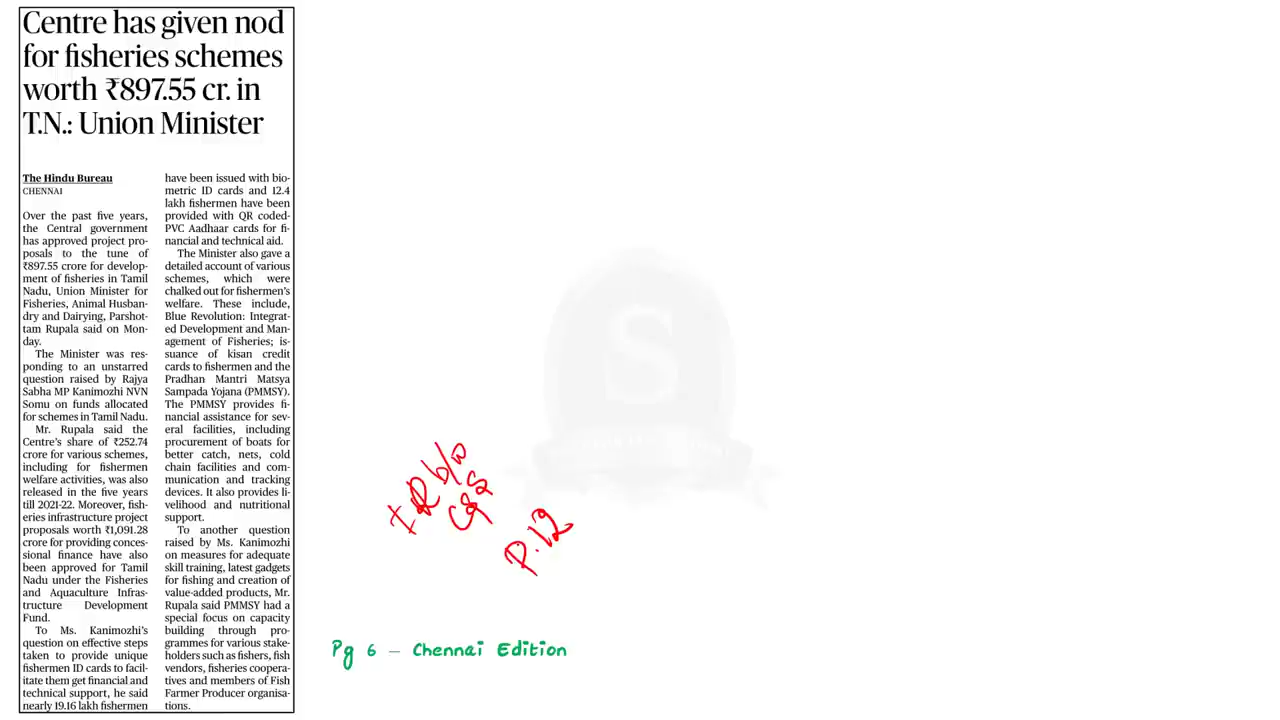 Centre has given nod
for fisheries schemes
worth ₹897.55 cr. in
T.N.: Union Minister
The Hindu Bureau
CHENNAI
Over the past five years,
the Central government
has approved project pro-
posals to the tune of
₹897.55 crore for develop-
ment of fisheries in Tamil
Nadu, Union Minister for
Fisheries, Animal Husban-
dry and Dairying, Parshot-
tam Rupala said on Mon-
day.
The Minister was res-
ponding to an unstarred
question raised by Rajya
Sabha MP Kanimozhi NVN
Somu on funds allocated
for schemes in Tamil Nadu.
Mr. Rupala said the
Centre's share of ₹252.74
crore for various schemes,
including for fishermen
welfare activities, was also
released in the five years
till 2021-22. Moreover, fish-
eries infrastructure project
proposals worth ₹1,091.28
crore for providing conces-
sional finance have also
been approved for Tamil
Nadu under the Fisheries
and Aquaculture Infras-
tructure Development
Fund.
To Ms. Kanimozhi's
question on effective steps
taken to provide unique
fishermen ID cards to facil-
itate them get financial and
technical support, he said
nearly 19.16 lakh fishermen
have been issued with bio-
metric ID cards and 12.4
lakh fishermen have been
provided with QR coded-
PVC Aadhaar cards for fi-
nancial and technical aid.
The Minister also gave a
detailed account of various
schemes, which were
chalked out for fishermen's
welfare. These include,
Blue Revolution: Integrat-
ed Development and Man-
agement of Fisheries; is-
suance of kisan credit
cards to fishermen and the
Pradhan Mantri Matsya
Sampada Yojana (PMMSY).
The PMMSY provides fi-
nancial assistance for sev-
eral facilities, including
procurement of boats for
better catch, nets, cold
chain facilities and com-
munication and tracking
devices. It also provides li-
velihood and nutritional
support.
To another question
raised by Ms. Kanimozhi
on measures for adequate
skill training, latest gadgets
for fishing and creation of
value-added products, Mr.
Rupala said PMMSY had a
special focus on capacity
building through pro-
grammes for various stake-
holders such as fishers, fish
vendors, fisheries coopera-
tives and members of Fish
Farmer Producer organisa-
tions.
b/w
P.12
Pg 6 – Chennai Edition